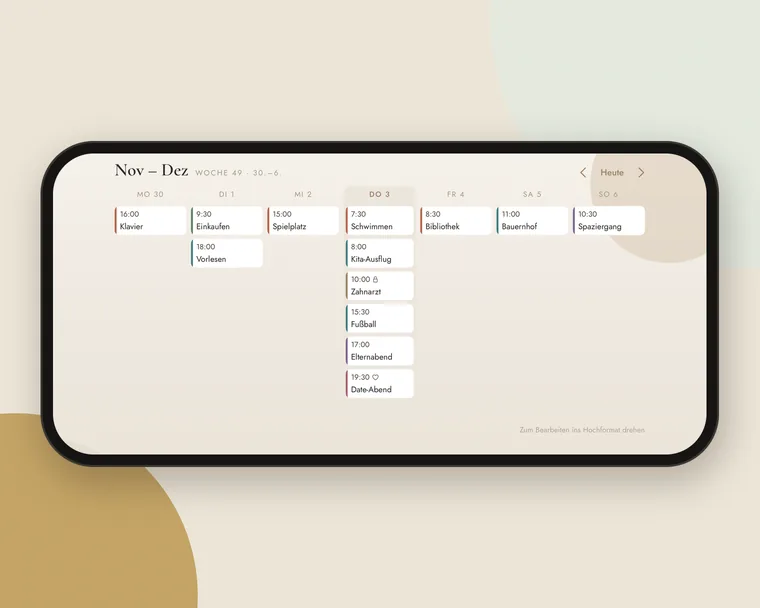 Nov – Dez WOCHE 49 · 30.–6.
Heute
MO 30
DI 1
MI 2
DO 3
FR 4
SA 5
SO 6
16:00
Klavier
9:30
Einkaufen
18:00
Vorlesen
15:00
Spielplatz
7:30
Schwimmen
8:00
Kita-Ausflug
10:00
Zahnarzt
15:30
Fußball
17:00
Elternabend
19:30
Date-Abend
8:30
Bibliothek
11:00
Bauernhof
10:30
Spaziergang
Zum Bearbeiten ins Hochformat drehen